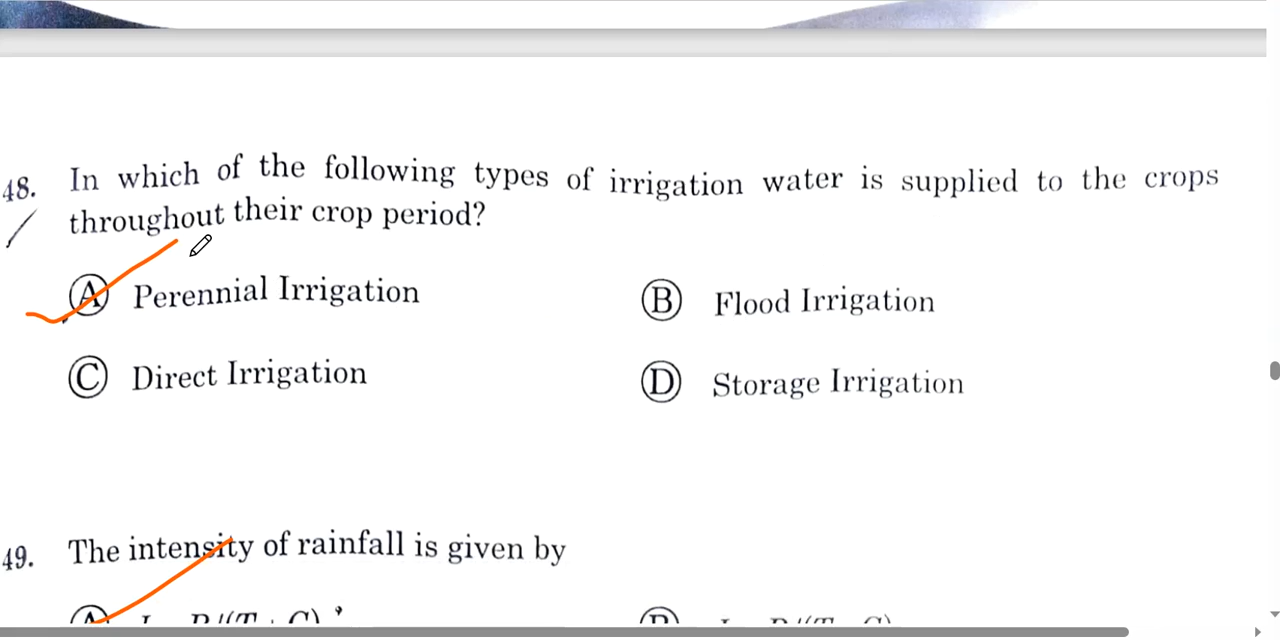 48. In which of the following types of irrigation water is supplied to the crops
throughout their crop period?
A Perennial Irrigation
B Flood Irrigation
C Direct Irrigation
D Storage Irrigation
49. The intensity of rainfall is given by